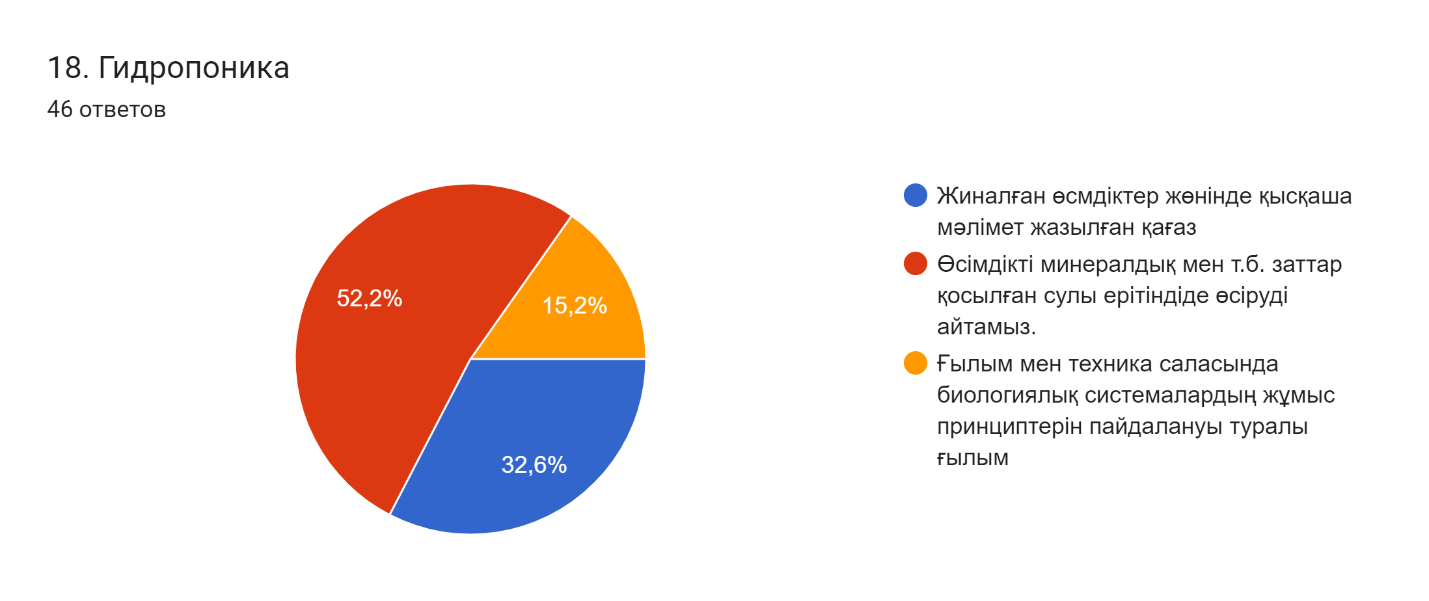 18. Гидропоника
46 ответов
52,2%
15,2%
32,6%
Жиналған өсмдіктер жөнінде қысқаша
мәлімет жазылған қағаз
Өсімдікті минералдық мен т.б. заттар
қосылған сулы ерітіндіде өсіруді
айтамыз.
Ғылым мен техника саласында
биологиялық системалардың жұмыс
принциптерін пайдалануы туралы
ғылым